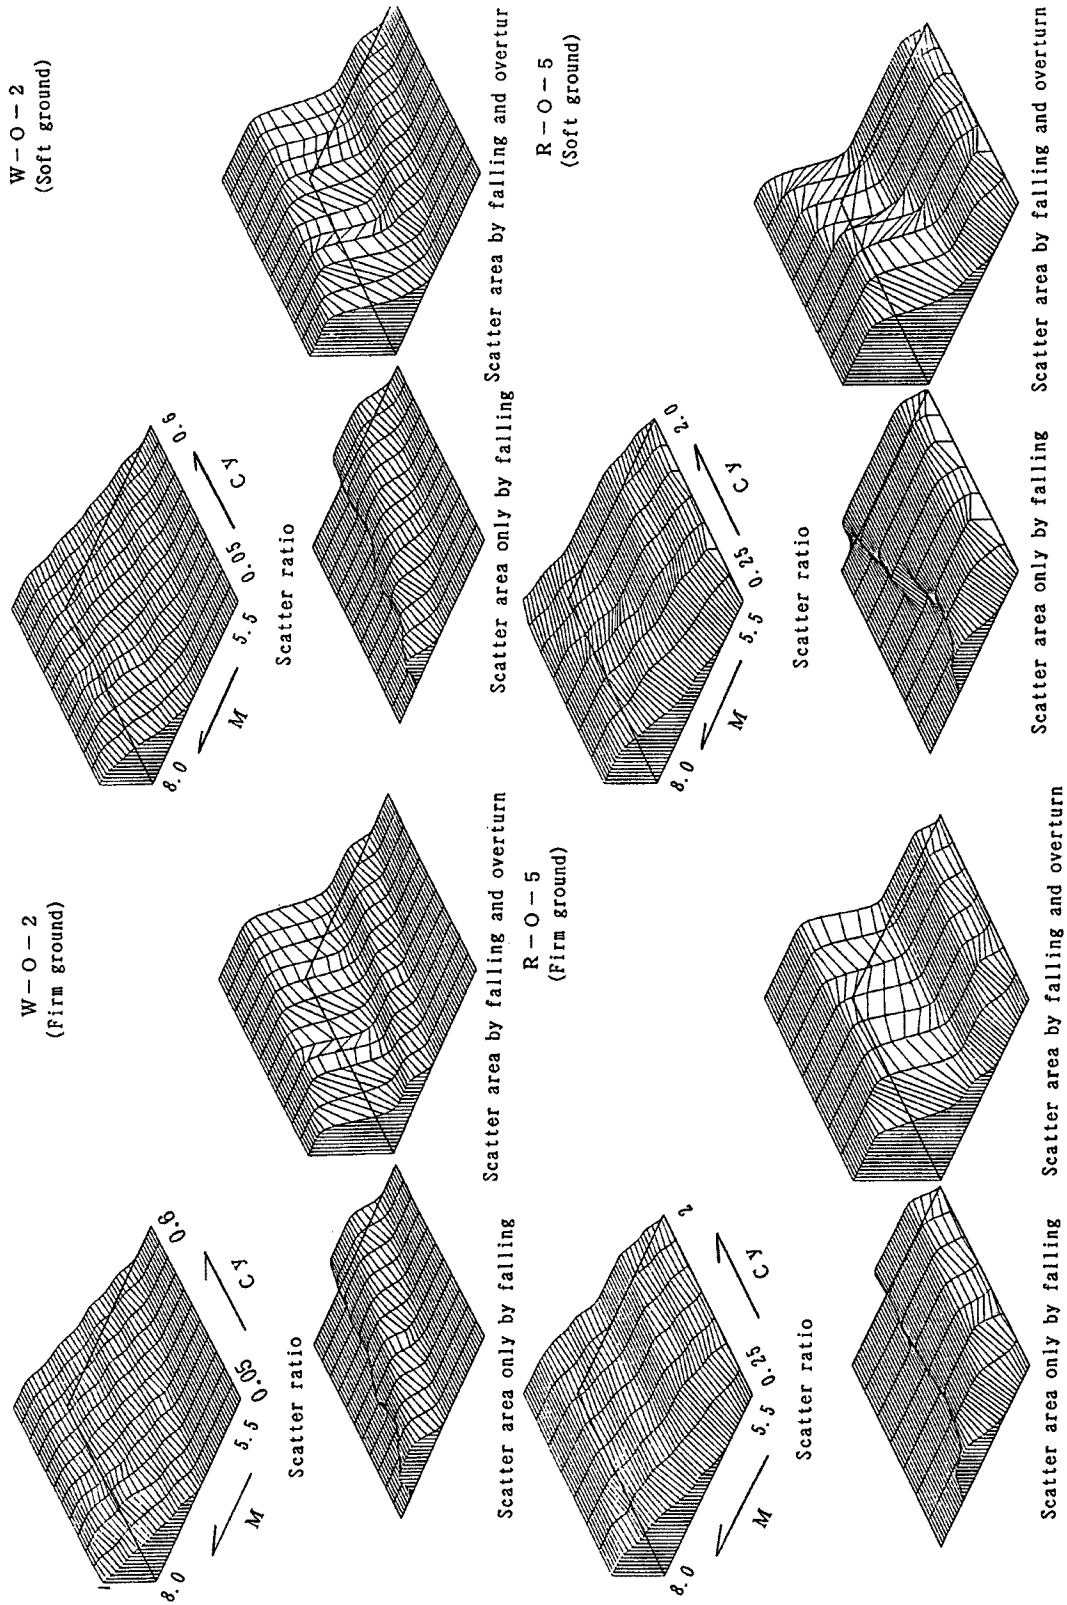 W－O－2
(Firm ground)
1
8.0
M
5.5
0.05
Cy
0.6
Scatter ratio
Scatter area only by falling
Scatter area by falling and overturn
W－O－2
(Soft ground)
8.0
M
5.5
0.05
Cy
0.6
Scatter ratio
Scatter area only by falling
Scatter area by falling and overtur
R－O－5
(Firm ground)
8.0
M
5.5
0.25
Cy
2
Scatter ratio
Scatter area only by falling
Scatter area by falling and overturn
R－O－5
(Soft ground)
8.0
M
5.5
0.25
Cy
2.0
Scatter ratio
Scatter area only by falling
Scatter area by falling and overturn